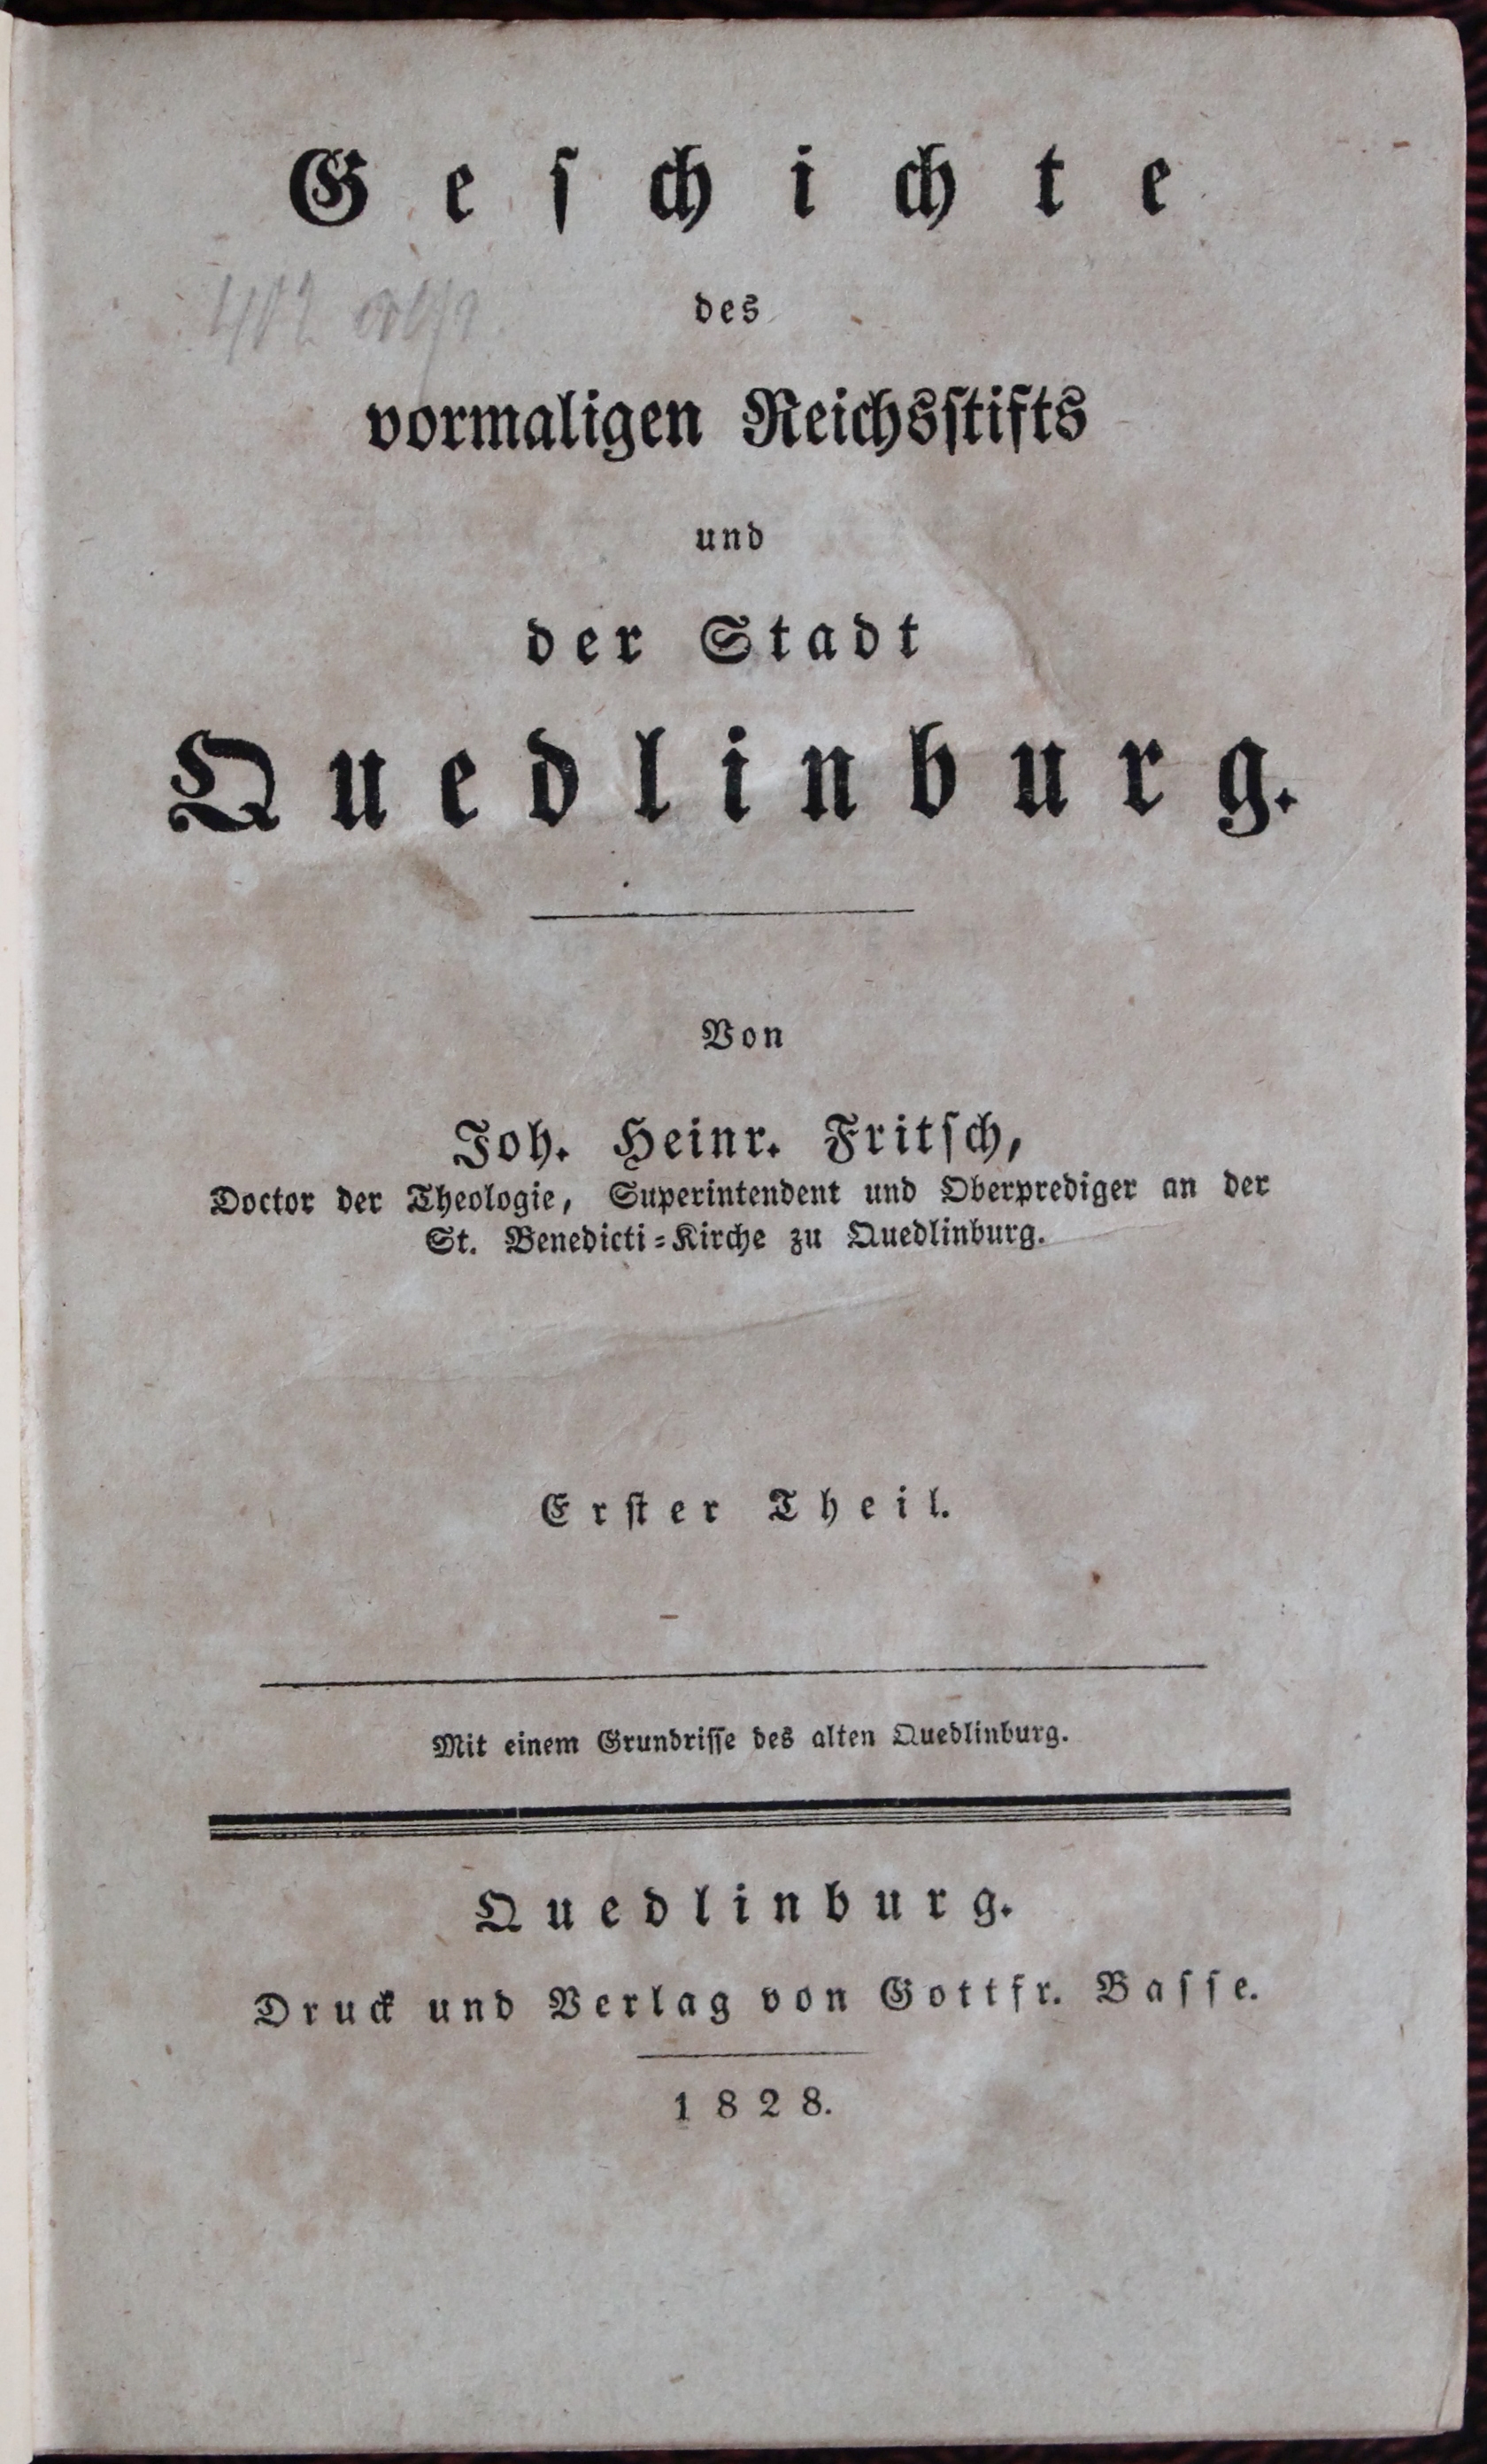 Geſchichte
des
vormaligen Reichsſtifts
und
der Stadt
Quedlinburg.
Von
Joh. Heinr. Fritſch,
Doctor der Theologie, Superintendent und Oberprediger an der
St. Benedicti-Kirche zu Quedlinburg.
Erſter Theil.
Mit einem Grundriſſe des alten Quedlinburg.
Quedlinburg.
Druck und Verlag von Gottfr. Baſſe.
1828.